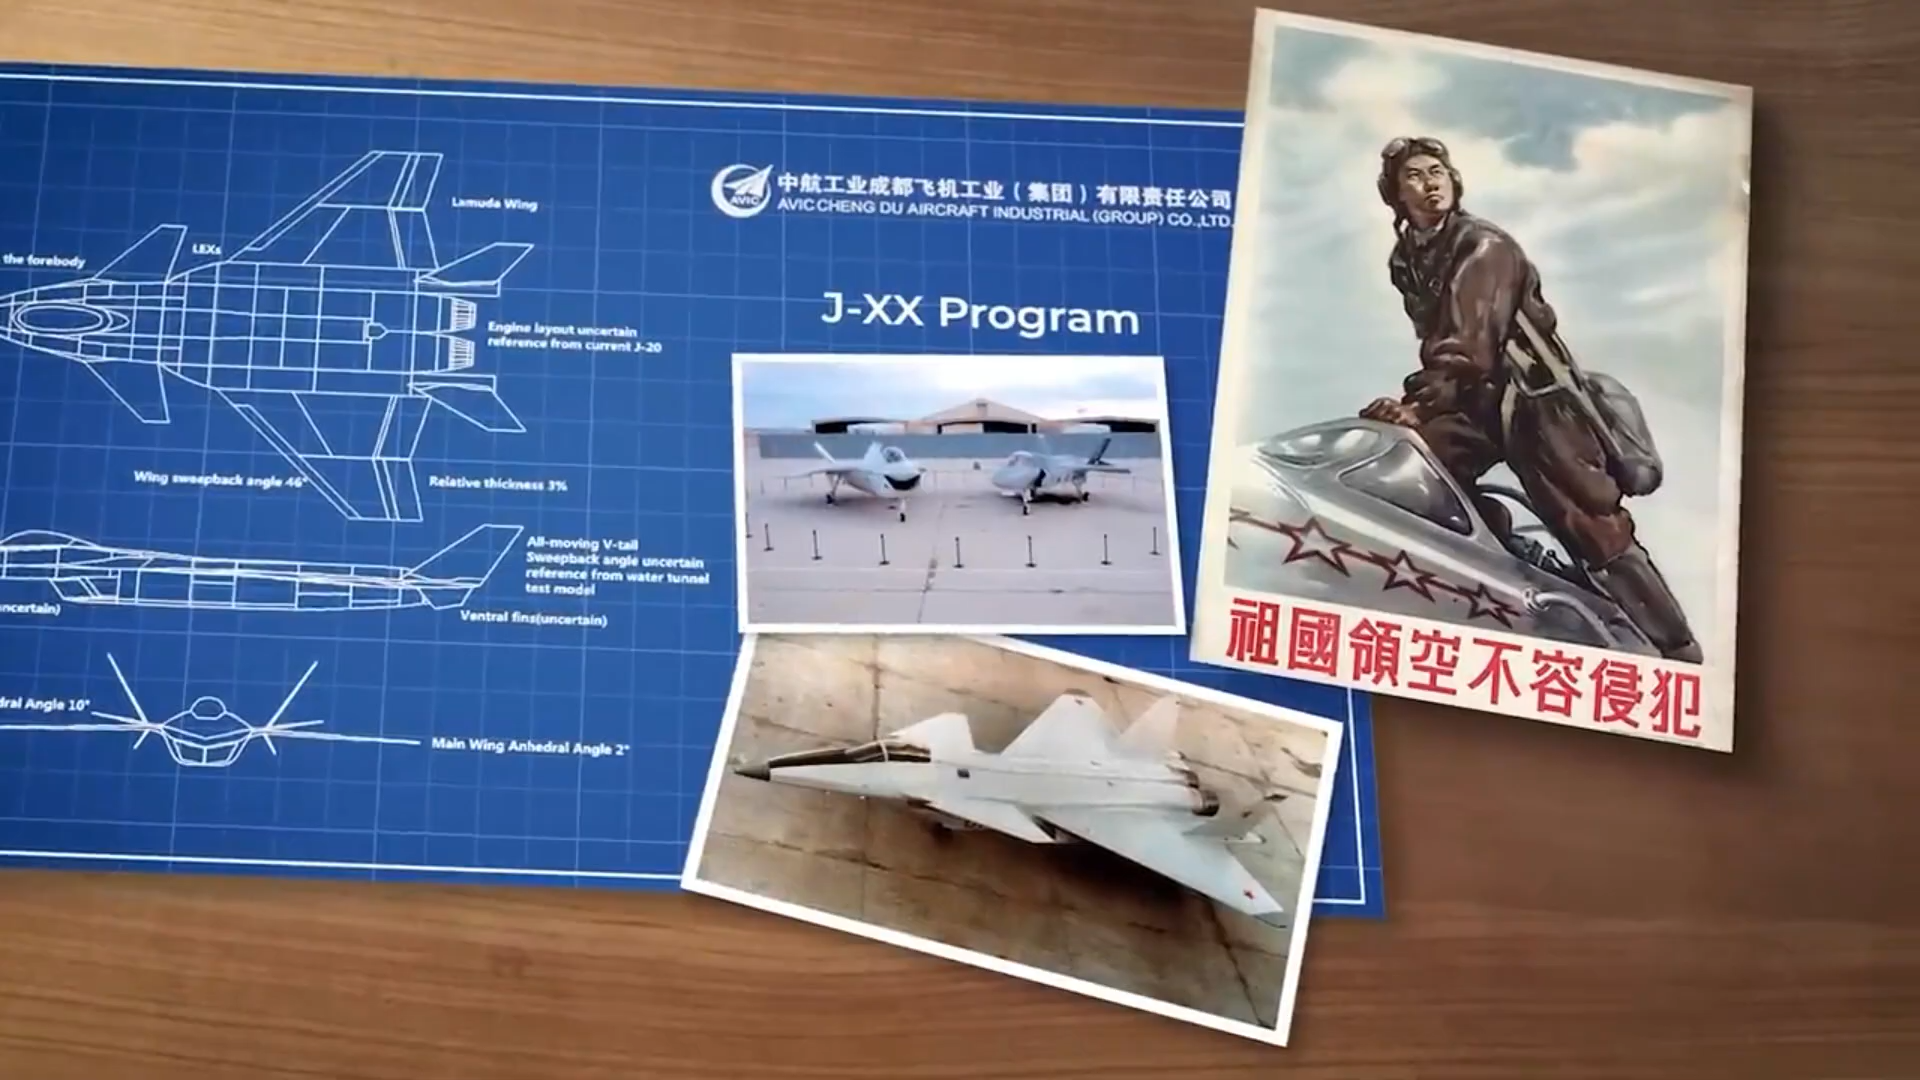 the forebody
LEXs
Lamuda Wing
Engine layout uncertain
reference from current J-20
Wing sweepback angle 46°
Relative thickness 3%
All-moving V-tail
Sweepback angle uncertain
reference from water tunnel
test model
Ventral fins(uncertain)
Angle 10°
Main Wing Anhedral Angle 2°
AVIC
中航工业成都飞机工业（集团）有限责任公司
AVIC CHENG DU AIRCRAFT INDUSTRIAL (GROUP) CO.,LTD.
J-XX Program
祖國領空不容侵犯